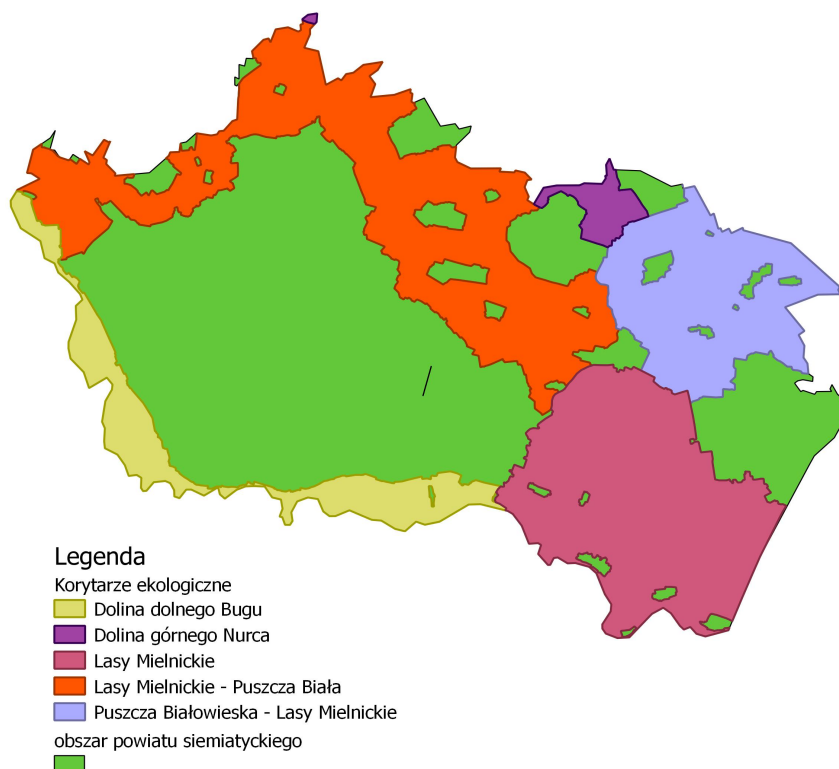 Legenda
Korytarze ekologiczne
Dolina dolnego Bugu
Dolina górnego Nurca
Lasy Mielnickie
Lasy Mielnickie - Puszcza Biała
Puszcza Białowieska - Lasy Mielnickie
obszar powiatu siemiatyckiego